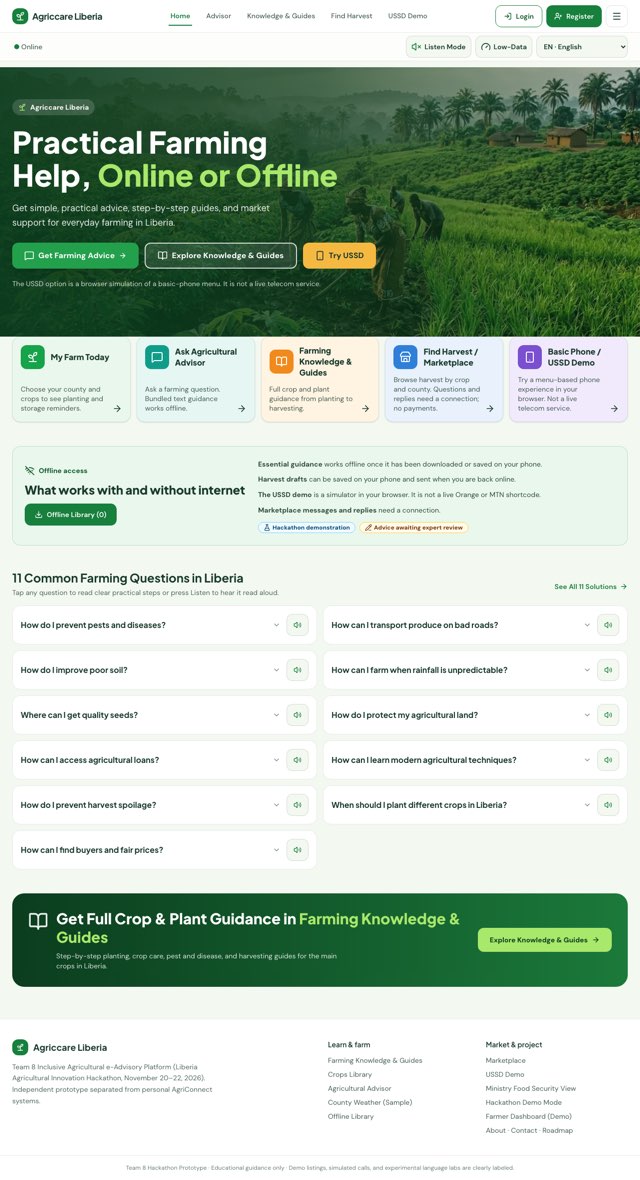 Agriccare Liberia
Home
Advisor
Knowledge & Guides
Find Harvest
USSD Demo
Login
Register
Online
Listen Mode
Low-Data
EN · English
Agriccare Liberia
Practical Farming
Help, Online or Offline
Get simple, practical advice, step-by-step guides, and market
support for everyday farming in Liberia.
Get Farming Advice
Explore Knowledge & Guides
Try USSD
The USSD option is a browser simulation of a basic-phone menu. It is not a live telecom service.
My Farm Today
Choose your county and
crops to see planting and
storage reminders.
Ask Agricultural
Advisor
Ask a farming question.
Bundled text guidance
works offline.
Farming
Knowledge &
Guides
Full crop and plant
guidance from planting to
harvesting.
Find Harvest /
Marketplace
Browse harvest by crop
and county. Questions and
replies need a connection;
no payments.
Basic Phone /
USSD Demo
Try a menu-based phone
experience in your
browser. Not a live
telecom service.
Offline access
What works with and without internet
Offline Library (0)
Essential guidance works offline once it has been downloaded or saved on your phone.
Harvest drafts can be saved on your phone and sent when you are back online.
The USSD demo is a simulator in your browser. It is not a live Orange or MTN shortcode.
Marketplace messages and replies need a connection.
Hackathon demonstration
Advice awaiting expert review
11 Common Farming Questions in Liberia
Tap any question to read clear practical steps or press Listen to hear it read aloud.
See All 11 Solutions
How do I prevent pests and diseases?
How can I transport produce on bad roads?
How do I improve poor soil?
How can I farm when rainfall is unpredictable?
Where can I get quality seeds?
How do I protect my agricultural land?
How can I access agricultural loans?
How can I learn modern agricultural techniques?
How do I prevent harvest spoilage?
When should I plant different crops in Liberia?
How can I find buyers and fair prices?
Get Full Crop & Plant Guidance in Farming Knowledge &
Guides
Step-by-step planting, crop care, pest and disease, and harvesting guides for the main
crops in Liberia.
Explore Knowledge & Guides
Agriccare Liberia
Team 8 Inclusive Agricultural e-Advisory Platform (Liberia
Agricultural Innovation Hackathon, November 20–22, 2026).
Independent prototype separated from personal AgriConnect
systems.
Learn & farm
Farming Knowledge & Guides
Crops Library
Agricultural Advisor
County Weather (Sample)
Offline Library
Market & project
Marketplace
USSD Demo
Ministry Food Security View
Hackathon Demo Mode
Farmer Dashboard (Demo)
About · Contact · Roadmap
Team 8 Hackathon Prototype · Educational guidance only · Demo listings, simulated calls, and experimental language labs are clearly labeled.